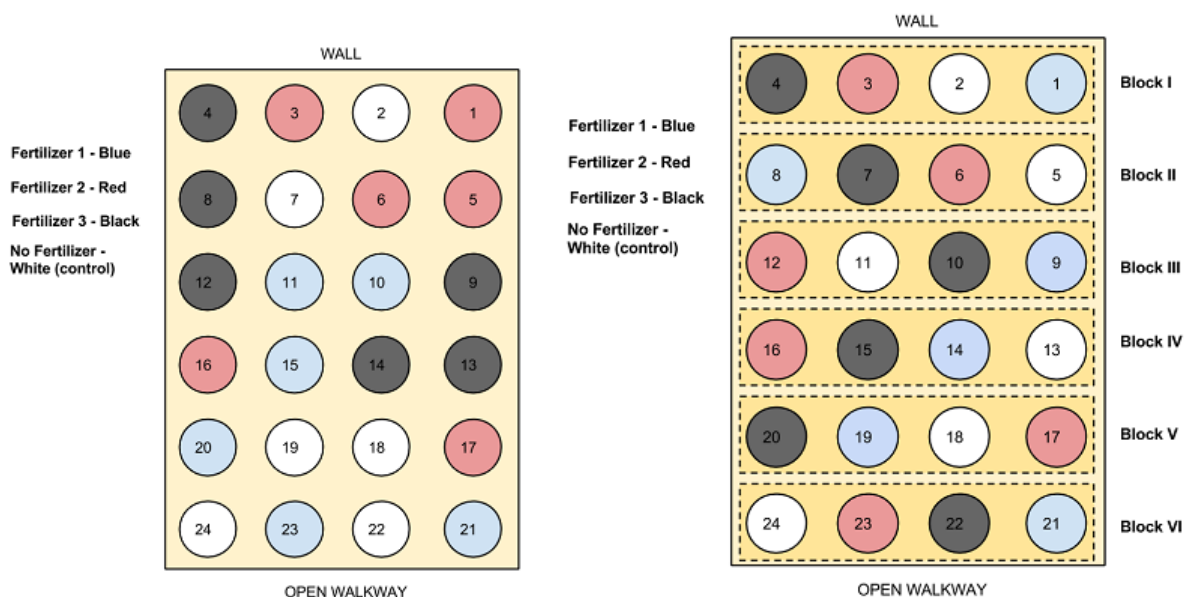 WALL
4 3 2 1
Fertilizer 1 - Blue
Fertilizer 2 - Red
8 7 6 5
Fertilizer 3 - Black
No Fertilizer -
White (control)
12 11 10 9
16 15 14 13
20 19 18 17
24 23 22 21
OPEN WALKWAY
WALL
4 3 2 1 Block I
Fertilizer 1 - Blue
Fertilizer 2 - Red
8 7 6 5 Block II
Fertilizer 3 - Black
No Fertilizer -
White (control)
12 11 10 9 Block III
16 15 14 13 Block IV
20 19 18 17 Block V
24 23 22 21 Block VI
OPEN WALKWAY